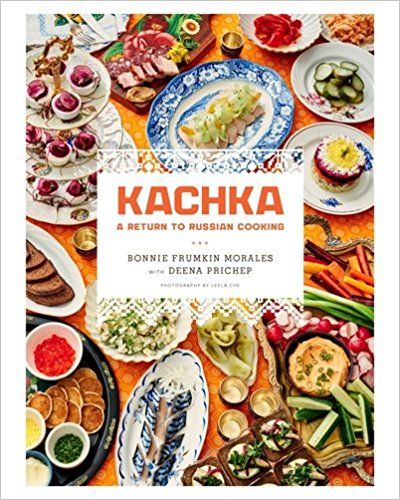 KACHKA
A RETURN TO RUSSIAN COOKING
BONNIE FRUMKIN MORALES
WITH DEENA PRICHEP
PHOTOGRAPHY BY LEELA CYD